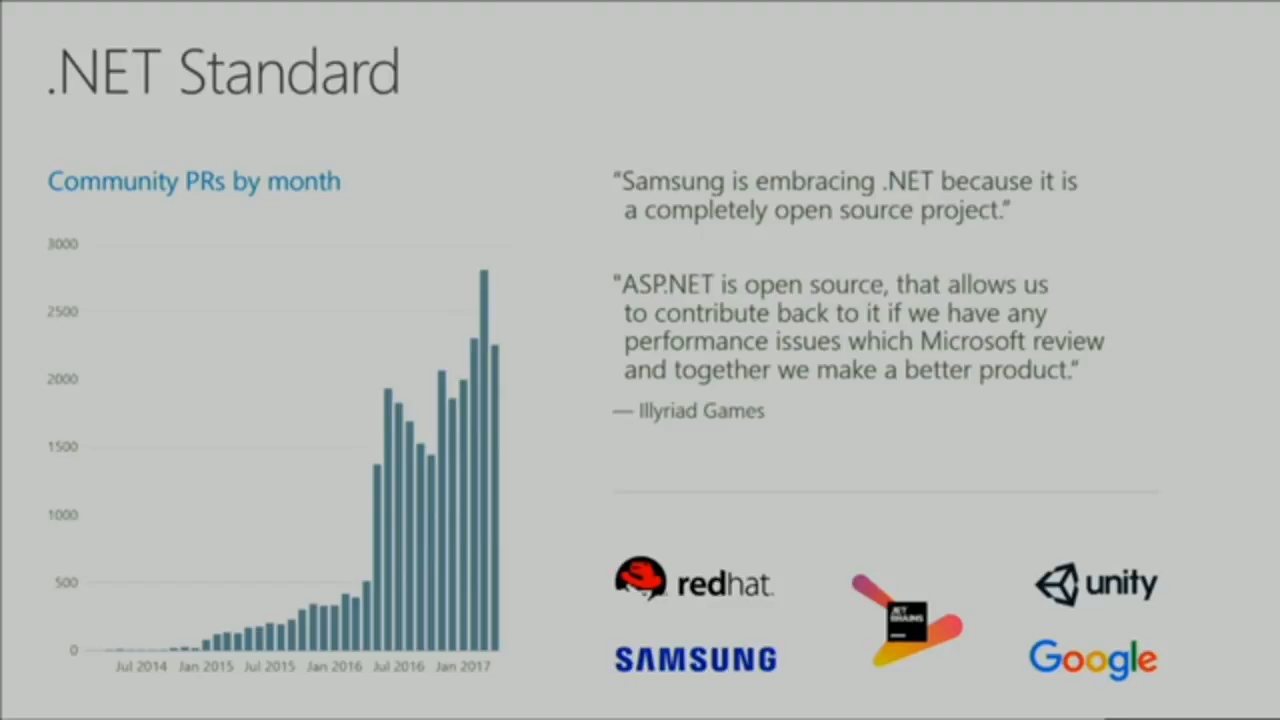 .NET Standard
Community PRs by month
3000
2500
2000
1500
1000
500
0
Jul 2014 Jan 2015 Jul 2015 Jan 2016 Jul 2016 Jan 2017
“Samsung is embracing .NET because it is
a completely open source project.”
"ASP.NET is open source, that allows us
to contribute back to it if we have any
performance issues which Microsoft review
and together we make a better product.”
— Illyriad Games
redhat.
JET
BRAINS
unity
SAMSUNG
Google